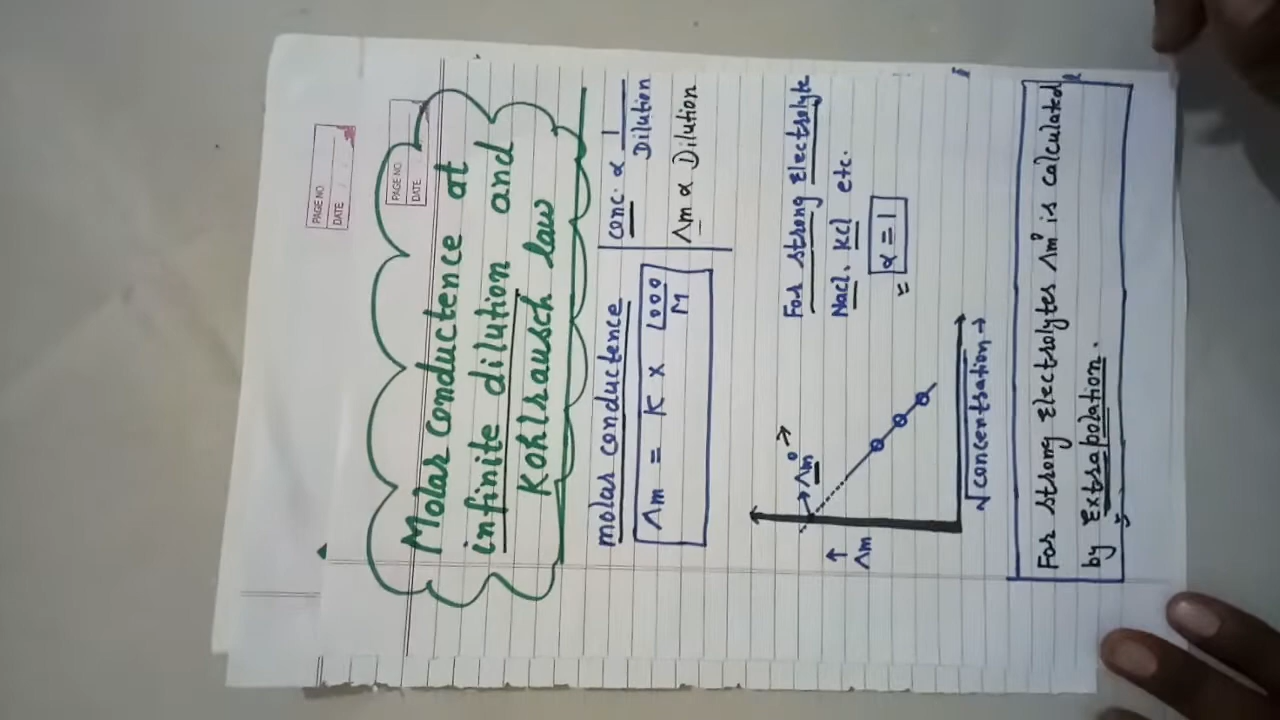 PAGE NO
DATE
PAGE NO
DATE
Molar conductence at
infinite dilution and
Kohlrausch law
molar conductence
Λm = K × 1000/M
conc. α 1/Dilution
Λm α Dilution
For strong Electrolyte
Nacl, Kcl etc.
= α = 1
Λm⁰
↑
Λm
√concentration →
For strong Electrolytes Λm⁰ is calculated
by Extrapolation.